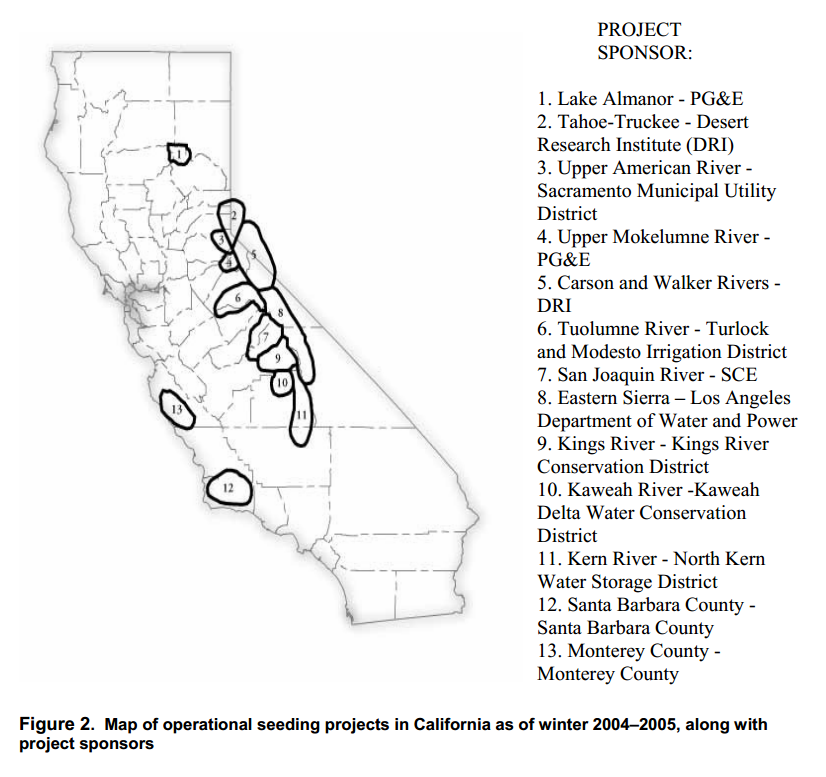 PROJECT
SPONSOR:
1. Lake Almanor - PG&E
2. Tahoe-Truckee - Desert
Research Institute (DRI)
3. Upper American River -
Sacramento Municipal Utility
District
4. Upper Mokelumne River -
PG&E
5. Carson and Walker Rivers -
DRI
6. Tuolumne River - Turlock
and Modesto Irrigation District
7. San Joaquin River - SCE
8. Eastern Sierra – Los Angeles
Department of Water and Power
9. Kings River - Kings River
Conservation District
10. Kaweah River -Kaweah
Delta Water Conservation
District
11. Kern River - North Kern
Water Storage District
12. Santa Barbara County -
Santa Barbara County
13. Monterey County -
Monterey County
1
2
3
4
5
6
8
7
9
10
13
11
12
Figure 2. Map of operational seeding projects in California as of winter 2004–2005, along with
project sponsors